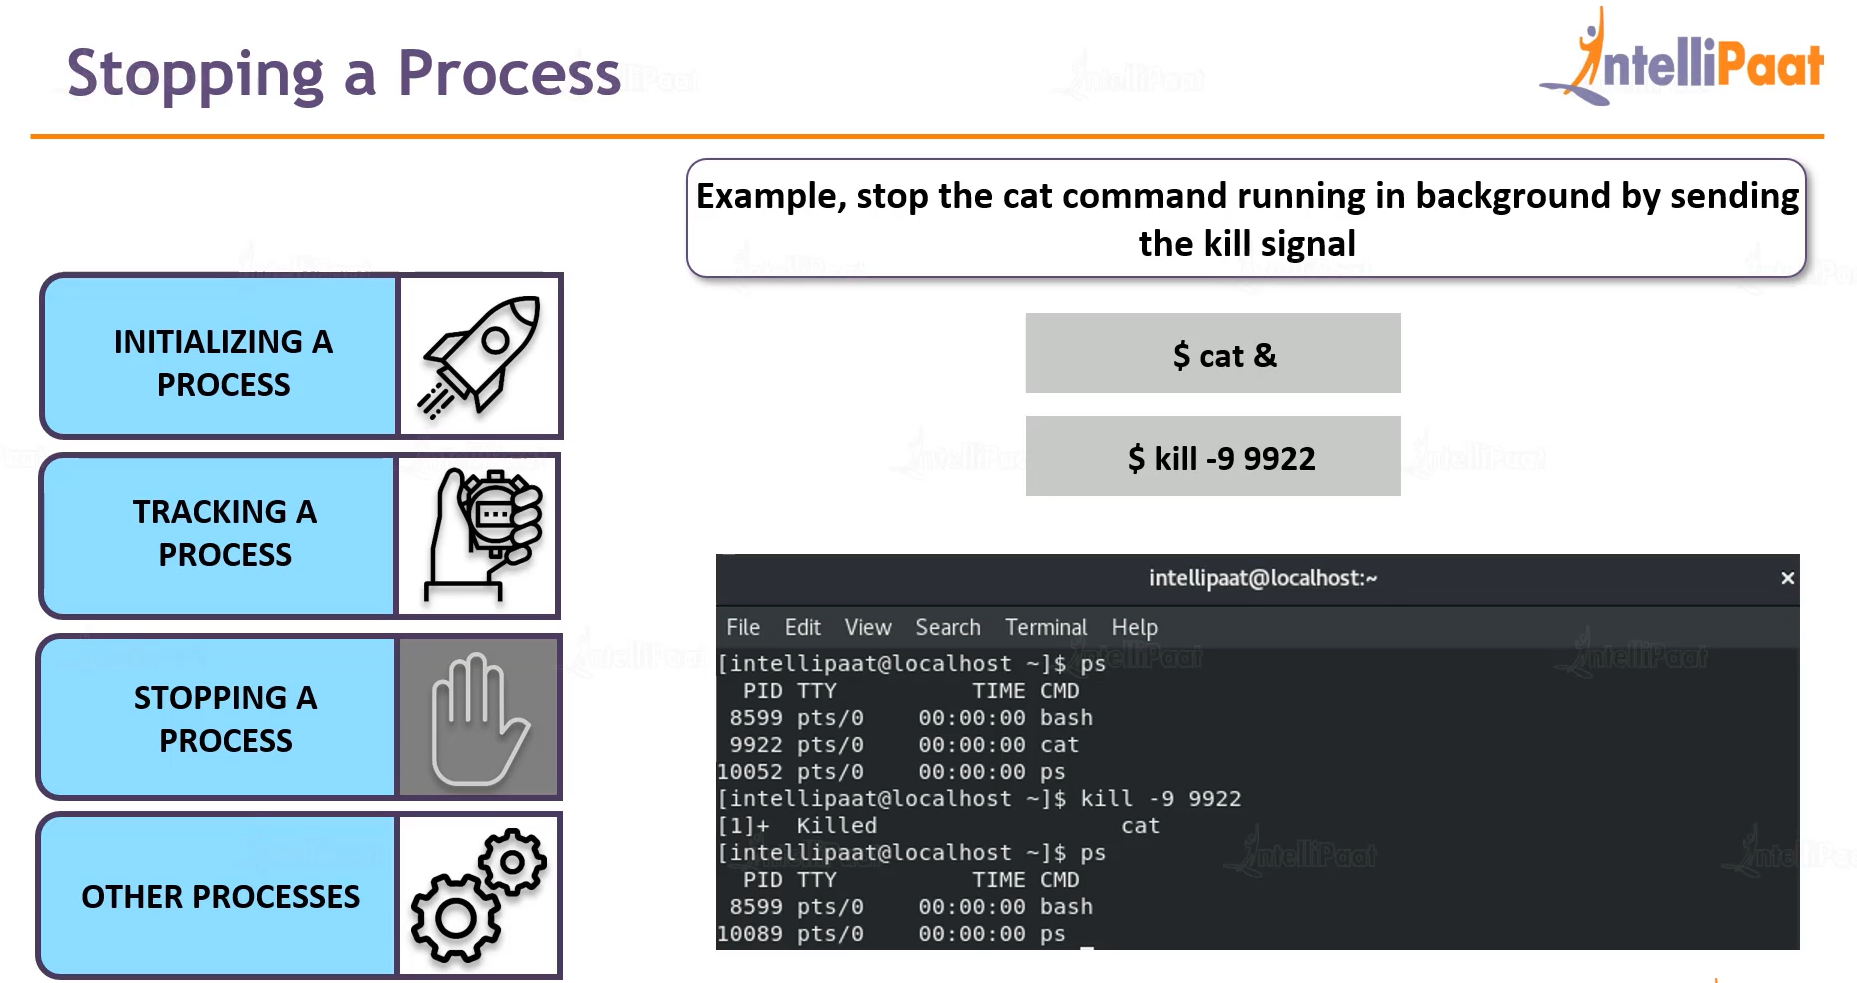 Stopping a Process
IntelliPaat
Example, stop the cat command running in background by sending
the kill signal
INITIALIZING A
PROCESS
TRACKING A
PROCESS
STOPPING A
PROCESS
OTHER PROCESSES
$ cat &
$ kill -9 9922
intellipaat@localhost:~ ×
File Edit View Search Terminal Help
[intellipaat@localhost ~]$ ps
  PID TTY          TIME CMD
 8599 pts/0    00:00:00 bash
 9922 pts/0    00:00:00 cat
10052 pts/0    00:00:00 ps
[intellipaat@localhost ~]$ kill -9 9922
[1]+  Killed                  cat
[intellipaat@localhost ~]$ ps
  PID TTY          TIME CMD
 8599 pts/0    00:00:00 bash
10089 pts/0    00:00:00 ps